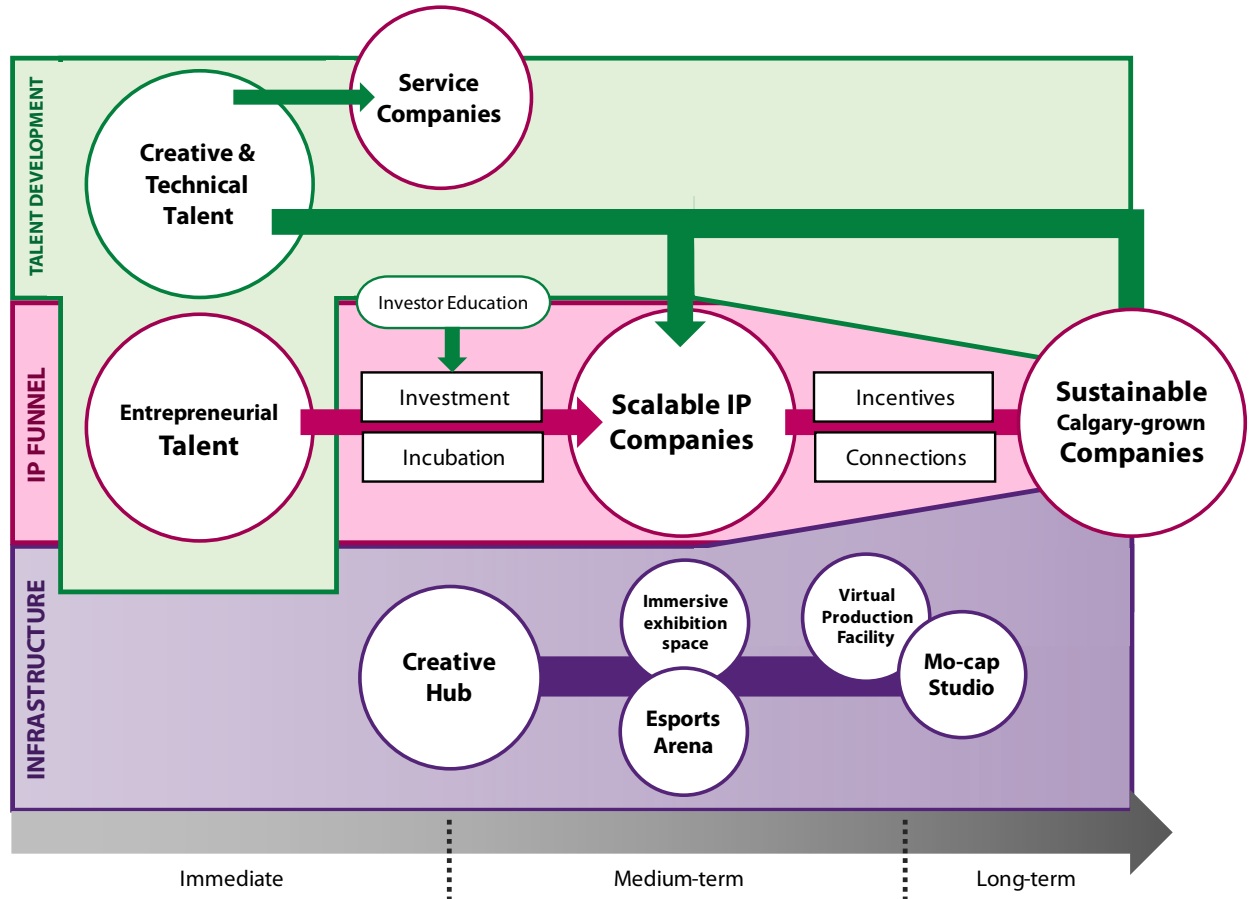 TALENT DEVELOPMENT
Service
Companies
Creative &
Technical
Talent
IP FUNNEL
Investor Education
Entrepreneurial
Talent
Investment
Incubation
Scalable IP
Companies
Incentives
Connections
Sustainable
Calgary-grown
Companies
INFRASTRUCTURE
Creative
Hub
Immersive
exhibition
space
Esports
Arena
Virtual
Production
Facility
Mo-cap
Studio
Immediate
Medium-term
Long-term